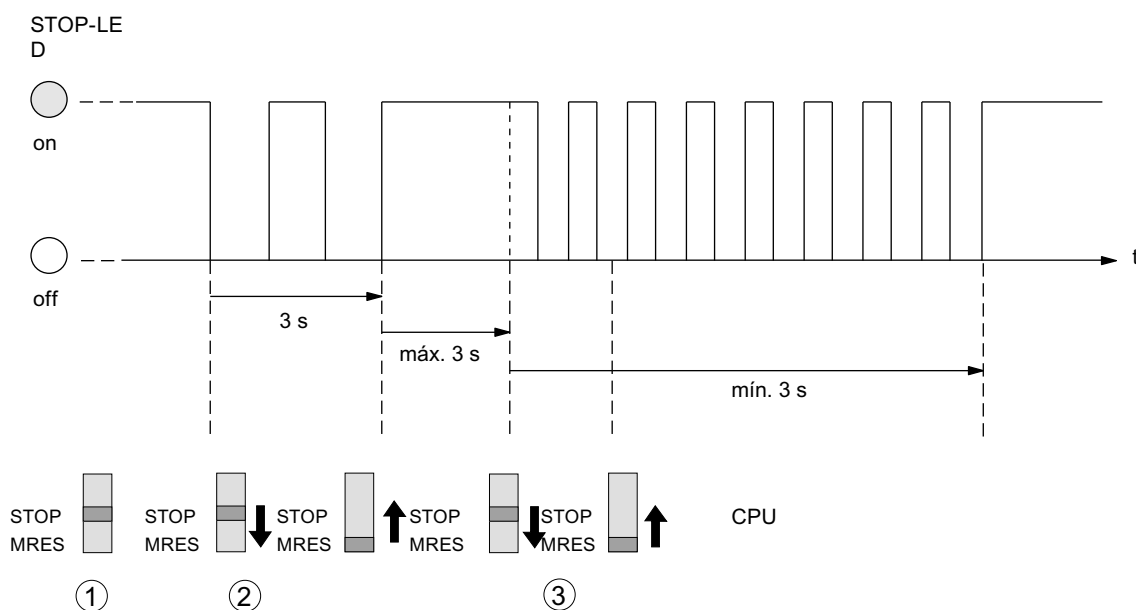 STOP-LE
D
on
off
t
3 s
máx. 3 s
mín. 3 s
STOP STOP STOP STOP STOP CPU
MRES MRES MRES MRES MRES
1 2 3